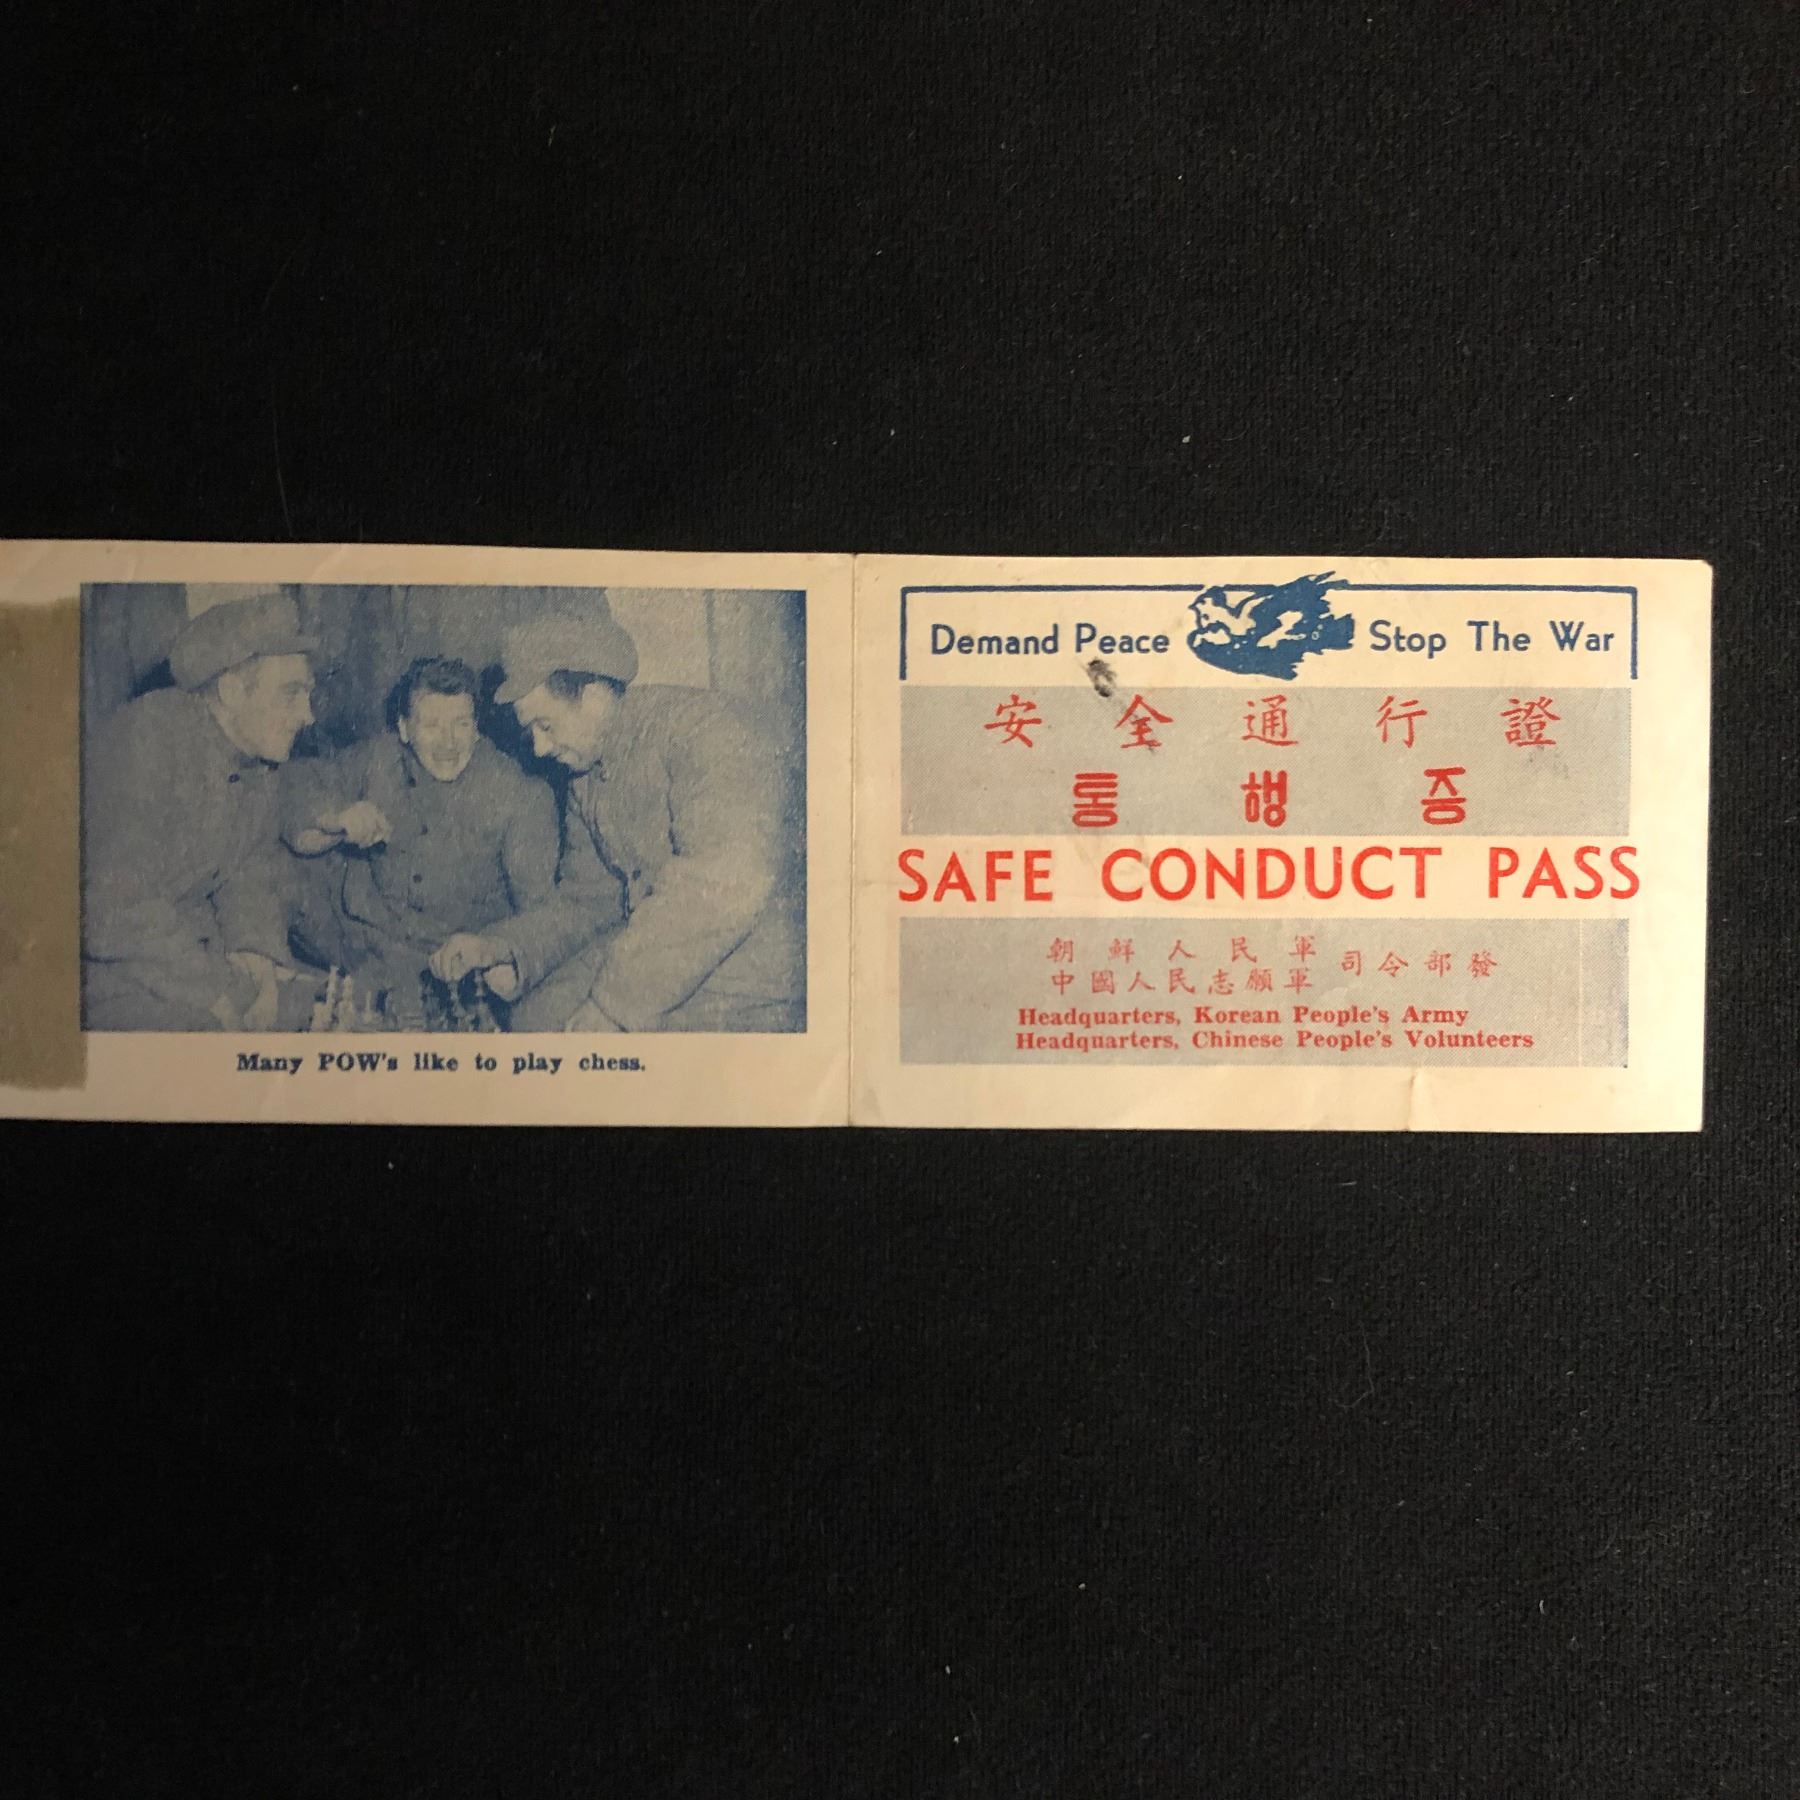 Many POW's like to play chess.
Demand Peace Stop The War
安全通行證
통행증
SAFE CONDUCT PASS
朝鮮人民軍
中國人民志願軍 司令部發
Headquarters, Korean People's Army
Headquarters, Chinese People's Volunteers